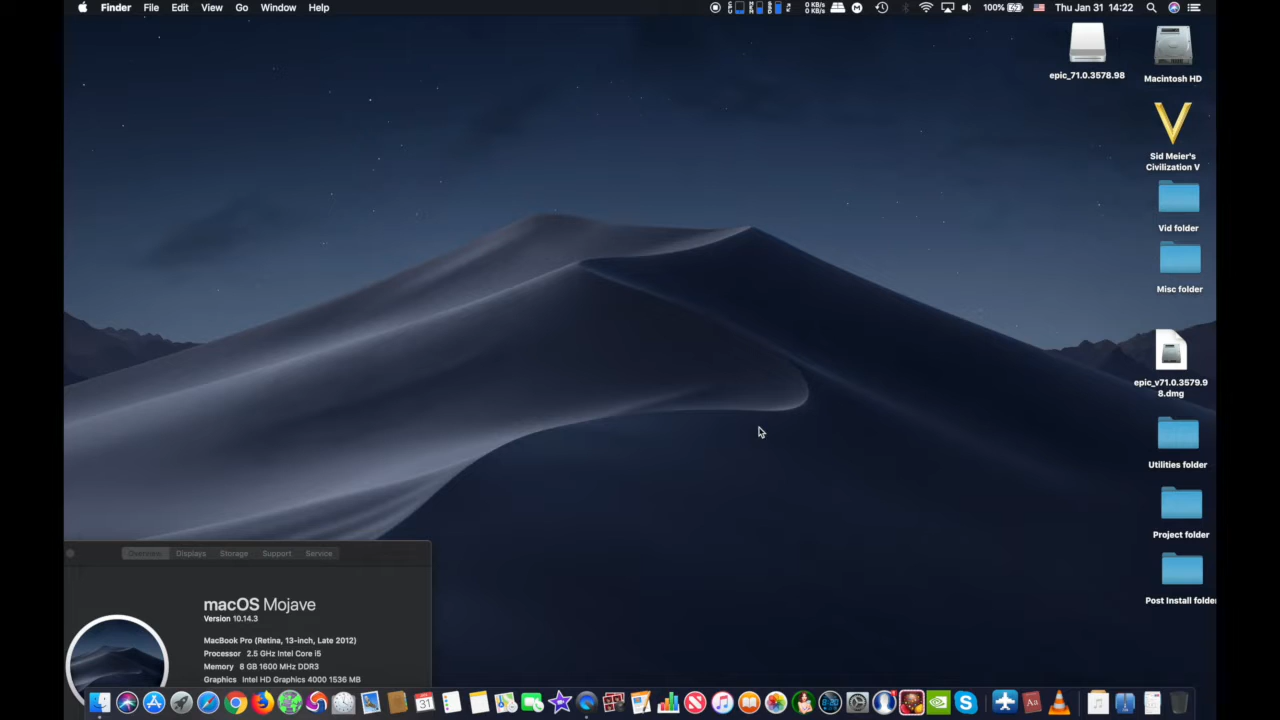 Finder File Edit View Go Window Help
0 KB/s
0 KB/s
100%
Thu Jan 31 14:22
epic_71.0.3578.98
Macintosh HD
Sid Meier's
Civilization V
Vid folder
Misc folder
epic_v71.0.3579.9
8.dmg
Utilities folder
Project folder
Post Install folder
Overview Displays Storage Support Service
macOS Mojave
Version 10.14.3
MacBook Pro (Retina, 13-inch, Late 2012)
Processor 2.5 GHz Intel Core i5
Memory 8 GB 1600 MHz DDR3
Graphics Intel HD Graphics 4000 1536 MB